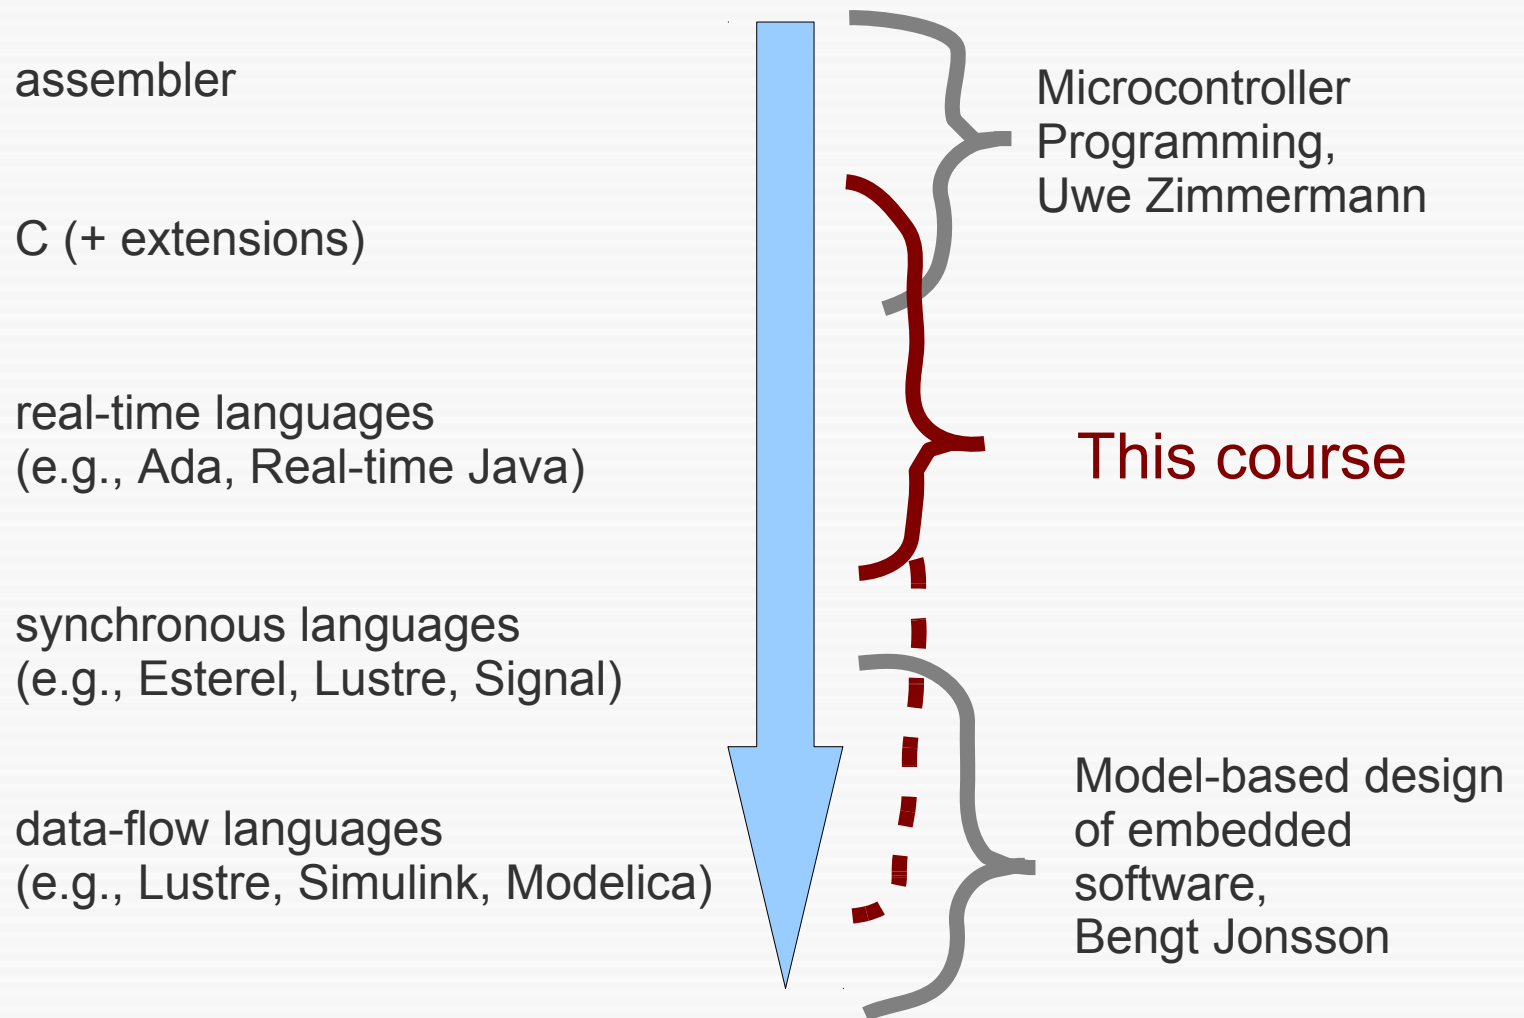 assembler
C (+ extensions)
real-time languages
(e.g., Ada, Real-time Java)
synchronous languages
(e.g., Esterel, Lustre, Signal)
data-flow languages
(e.g., Lustre, Simulink, Modelica)
Microcontroller
Programming,
Uwe Zimmermann
This course
Model-based design
of embedded
software,
Bengt Jonsson